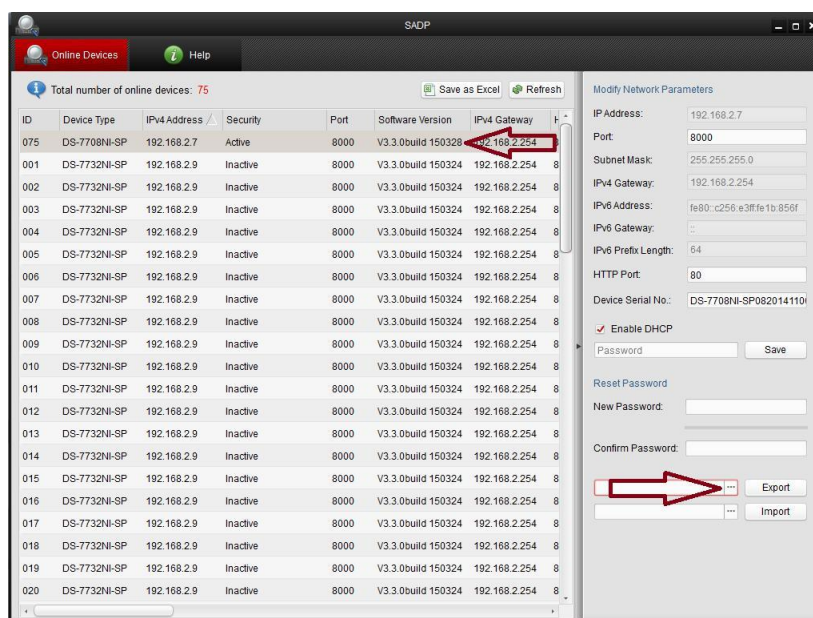 SADP
Online Devices Help
Total number of online devices: 75 Save as Excel Refresh
ID Device Type IPv4 Address Security Port Software Version IPv4 Gateway H
075 DS-7708NI-SP 192.168.2.7 Active 8000 V3.3.0build 150328 192.168.2.254
001 DS-7732NI-SP 192.168.2.9 Inactive 8000 V3.3.0build 150324 192.168.2.254 8
002 DS-7732NI-SP 192.168.2.9 Inactive 8000 V3.3.0build 150324 192.168.2.254 8
003 DS-7732NI-SP 192.168.2.9 Inactive 8000 V3.3.0build 150324 192.168.2.254 8
004 DS-7732NI-SP 192.168.2.9 Inactive 8000 V3.3.0build 150324 192.168.2.254 8
005 DS-7732NI-SP 192.168.2.9 Inactive 8000 V3.3.0build 150324 192.168.2.254 8
006 DS-7732NI-SP 192.168.2.9 Inactive 8000 V3.3.0build 150324 192.168.2.254 8
007 DS-7732NI-SP 192.168.2.9 Inactive 8000 V3.3.0build 150324 192.168.2.254 8
008 DS-7732NI-SP 192.168.2.9 Inactive 8000 V3.3.0build 150324 192.168.2.254 8
009 DS-7732NI-SP 192.168.2.9 Inactive 8000 V3.3.0build 150324 192.168.2.254 8
010 DS-7732NI-SP 192.168.2.9 Inactive 8000 V3.3.0build 150324 192.168.2.254 8
011 DS-7732NI-SP 192.168.2.9 Inactive 8000 V3.3.0build 150324 192.168.2.254 8
012 DS-7732NI-SP 192.168.2.9 Inactive 8000 V3.3.0build 150324 192.168.2.254 8
013 DS-7732NI-SP 192.168.2.9 Inactive 8000 V3.3.0build 150324 192.168.2.254 8
014 DS-7732NI-SP 192.168.2.9 Inactive 8000 V3.3.0build 150324 192.168.2.254 8
015 DS-7732NI-SP 192.168.2.9 Inactive 8000 V3.3.0build 150324 192.168.2.254 8
016 DS-7732NI-SP 192.168.2.9 Inactive 8000 V3.3.0build 150324 192.168.2.254 8
017 DS-7732NI-SP 192.168.2.9 Inactive 8000 V3.3.0build 150324 192.168.2.254 8
018 DS-7732NI-SP 192.168.2.9 Inactive 8000 V3.3.0build 150324 192.168.2.254 8
019 DS-7732NI-SP 192.168.2.9 Inactive 8000 V3.3.0build 150324 192.168.2.254 8
020 DS-7732NI-SP 192.168.2.9 Inactive 8000 V3.3.0build 150324 192.168.2.254 8
Modify Network Parameters
IP Address: 192.168.2.7
Port: 8000
Subnet Mask: 255.255.255.0
IPv4 Gateway: 192.168.2.254
IPv6 Address: fe80::c256:e3ff:fe1b:856f
IPv6 Gateway: ::
IPv6 Prefix Length: 64
HTTP Port: 80
Device Serial No.: DS-7708NI-SP082014110
Enable DHCP
Password Save
Reset Password
New Password:
Confirm Password:
... Export
... Import